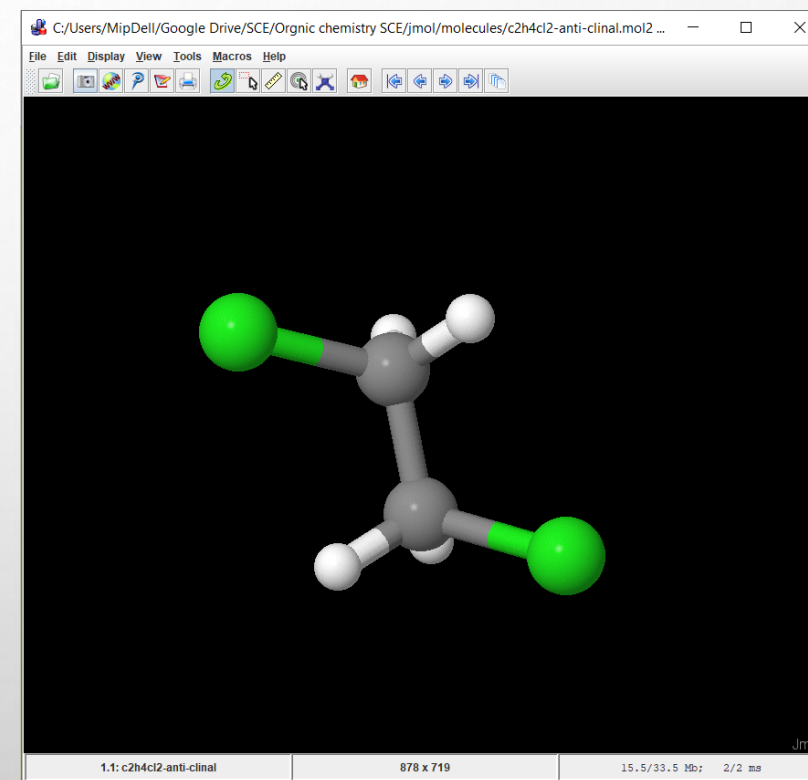 C:/Users/MipDell/Google Drive/SCE/Orgnic chemistry SCE/jmol/molecules/c2h4cl2-anti-clinal.mol2 ...
File Edit Display View Tools Macros Help
Jm
1.1: c2h4cl2-anti-clinal 878 x 719 15.5/33.5 Mb; 2/2 ms